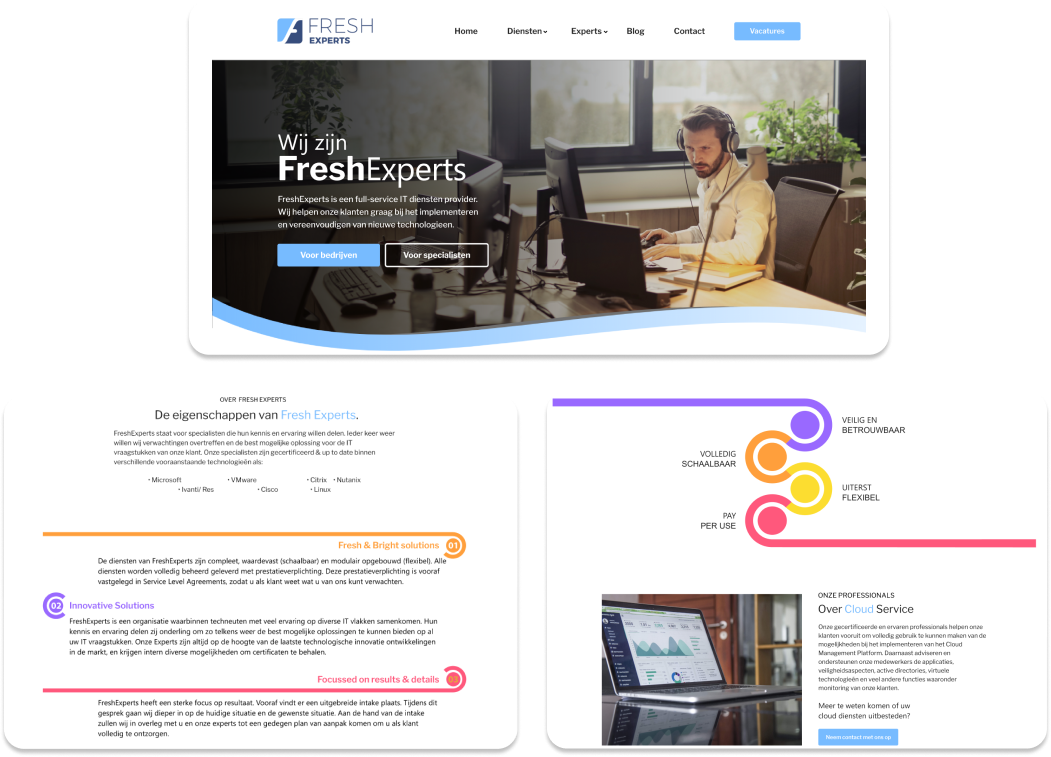 FRESH
EXPERTS
Home
Diensten
Experts
Blog
Contact
Vacatures
Wij zijn
FreshExperts
FreshExperts is een full-service IT diensten provider.
Wij helpen onze klanten graag bij het implementeren
en vereenvoudigen van nieuwe technologieen.
Voor bedrijven
Voor specialisten
OVER FRESH EXPERTS
De eigenschappen van Fresh Experts.
FreshExperts staat voor specialisten die hun kennis en ervaring willen delen. Ieder keer weer
willen wij verwachtingen overtreffen en de best mogelijke oplossing voor de IT
vraagstukken van onze klant. Onze specialisten zijn gecertificeerd & up to date binnen
verschillende vooraanstaande technologieën als:
• Microsoft • VMware • Citrix • Nutanix
• Ivanti/ Res • Cisco • Linux
Fresh & Bright solutions 01
De diensten van FreshExperts zijn compleet, waardevast (schaalbaar) en modulair opgebouwd (flexibel). Alle
diensten worden volledig beheerd geleverd met prestatieverplichting. Deze prestatieverplichting is vooraf
vastgelegd in Service Level Agreements, zodat u als klant weet wat u van ons kunt verwachten.
02 Innovative Solutions
FreshExperts is een organisatie waarbinnen techneuten met veel ervaring op diverse IT vlakken samenkomen. Hun
kennis en ervaring delen zij onderling om zo telkens weer de best mogelijke oplossingen te kunnen bieden op al
uw IT vraagstukken. Onze Experts zijn altijd op de hoogte van de laatste technologische innovatie ontwikkelingen
in de markt, en krijgen intern diverse mogelijkheden om certificaten te behalen.
Focussed on results & details 03
FreshExperts heeft een sterke focus op resultaat. Vooraf vindt er een uitgebreide intake plaats. Tijdens dit
gesprek gaan wij dieper in op de huidige situatie en de gewenste situatie. Aan de hand van de intake
zullen wij in overleg met u en onze experts tot een gedegen plan van aanpak komen om u als klant
volledig te ontzorgen.
VEILIG EN
BETROUWBAAR
VOLLEDIG
SCHAALBAAR
UITERST
FLEXIBEL
PAY
PER USE
ONZE PROFESSIONALS
Over Cloud Service
Onze gecertificeerde en ervaren professionals helpen onze
klanten vooruit om volledig gebruik te kunnen maken van de
mogelijkheden bij het implementeren van het Cloud
Management Platform. Daarnaast adviseren en
ondersteunen onze medewerkers de applicaties,
veiligheidsaspecten, active directories, virtuele
technologieën en veel andere functies waaronder
monitoring van onze klanten.
Meer te weten komen of uw
cloud diensten uitbesteden?
Neem contact met ons op